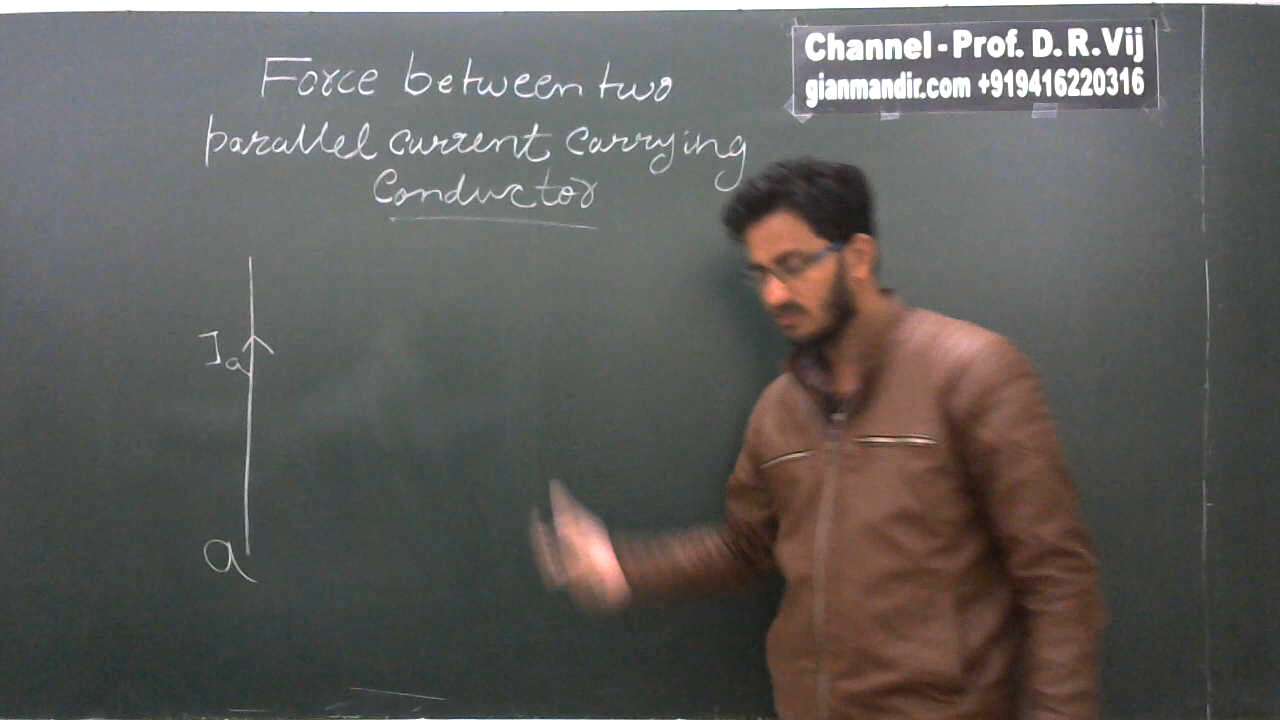 Channel - Prof. D. R. Vij
gianmandir.com +919416220316
Force between two
parallel current carrying
Conductor
Ia
a